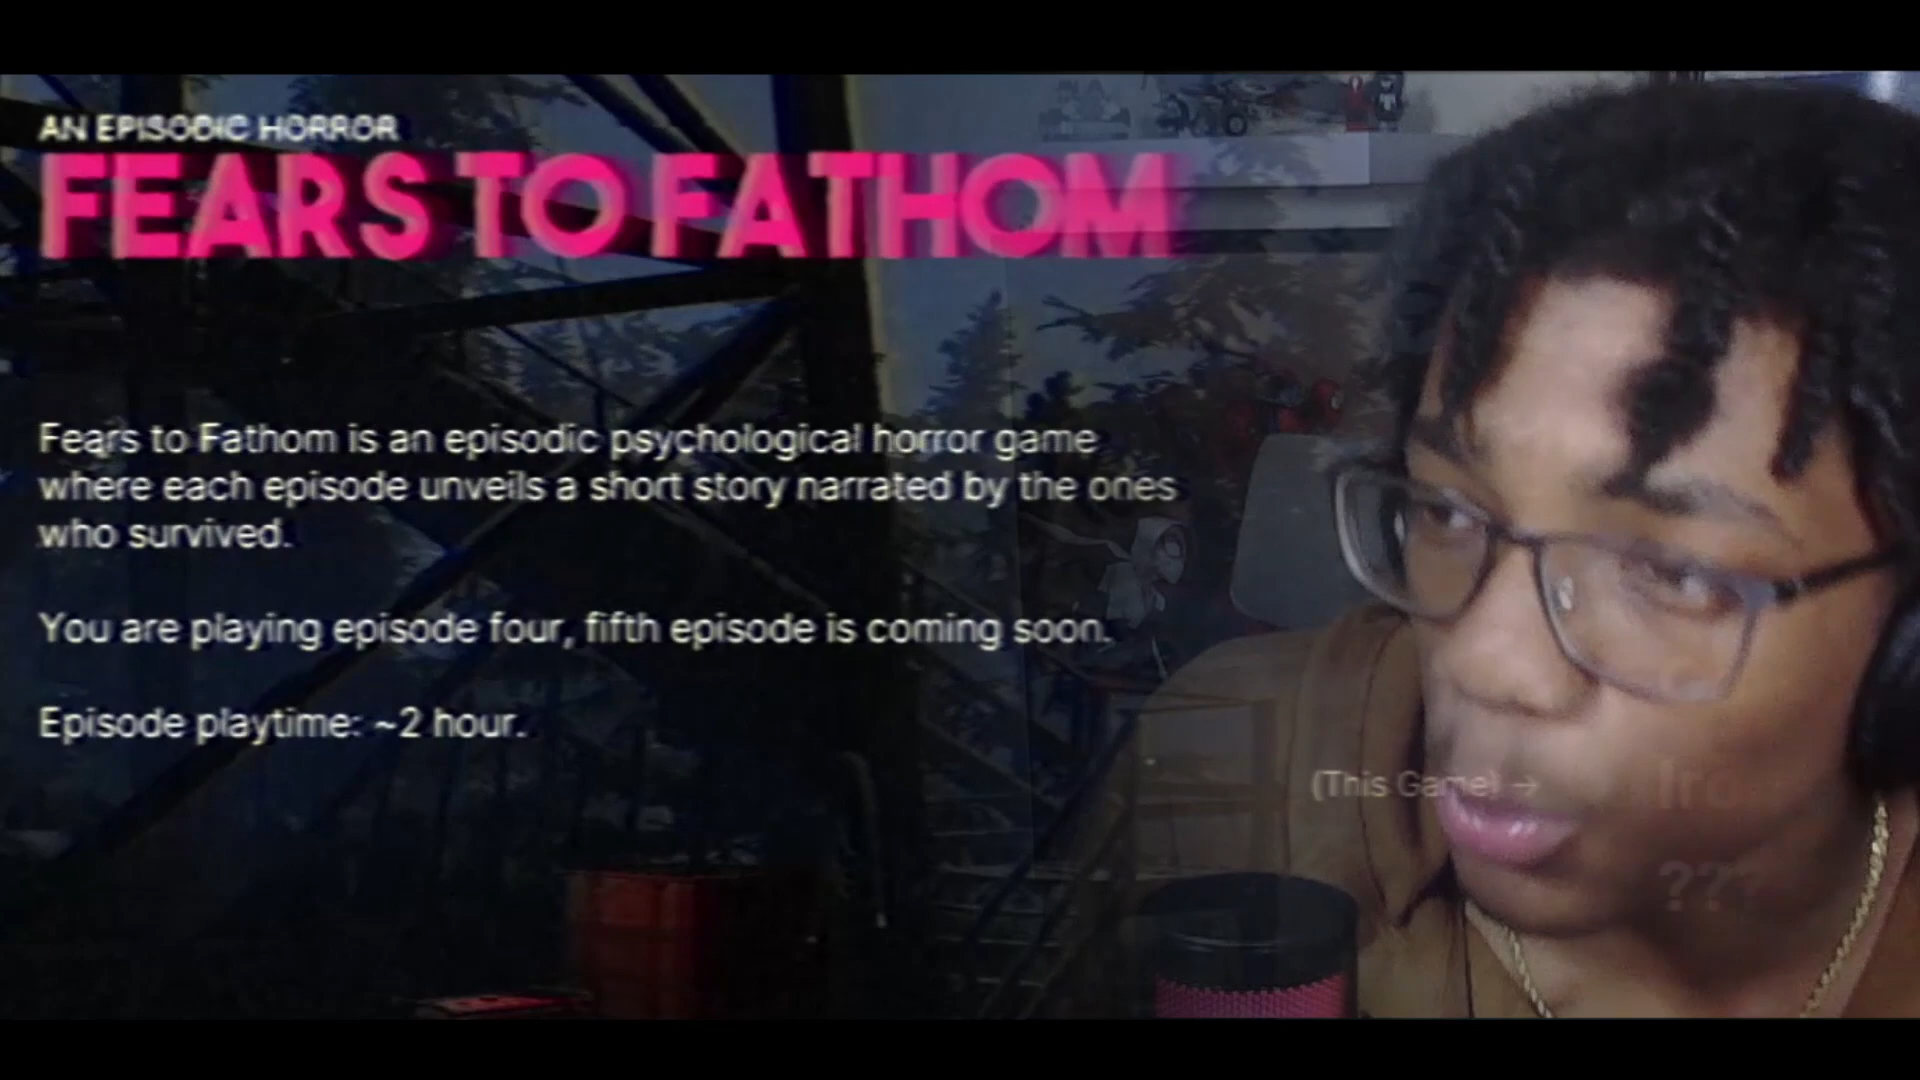 AN EPISODIC HORROR
FEARS TO FATHOM
Fears to Fathom is an episodic psychological horror game
where each episode unveils a short story narrated by the ones
who survived.
You are playing episode four, fifth episode is coming soon.
Episode playtime: ~2 hour.
(This Game) →
???